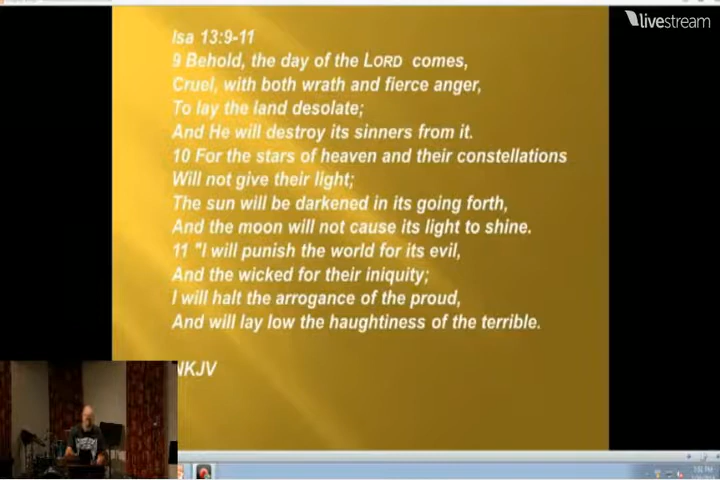 livestream
Isa 13:9-11
9 Behold, the day of the LORD comes,
Cruel, with both wrath and fierce anger,
To lay the land desolate;
And He will destroy its sinners from it.
10 For the stars of heaven and their constellations
Will not give their light;
The sun will be darkened in its going forth,
And the moon will not cause its light to shine.
11 "I will punish the world for its evil,
And the wicked for their iniquity;
I will halt the arrogance of the proud,
And will lay low the haughtiness of the terrible.
NKJV